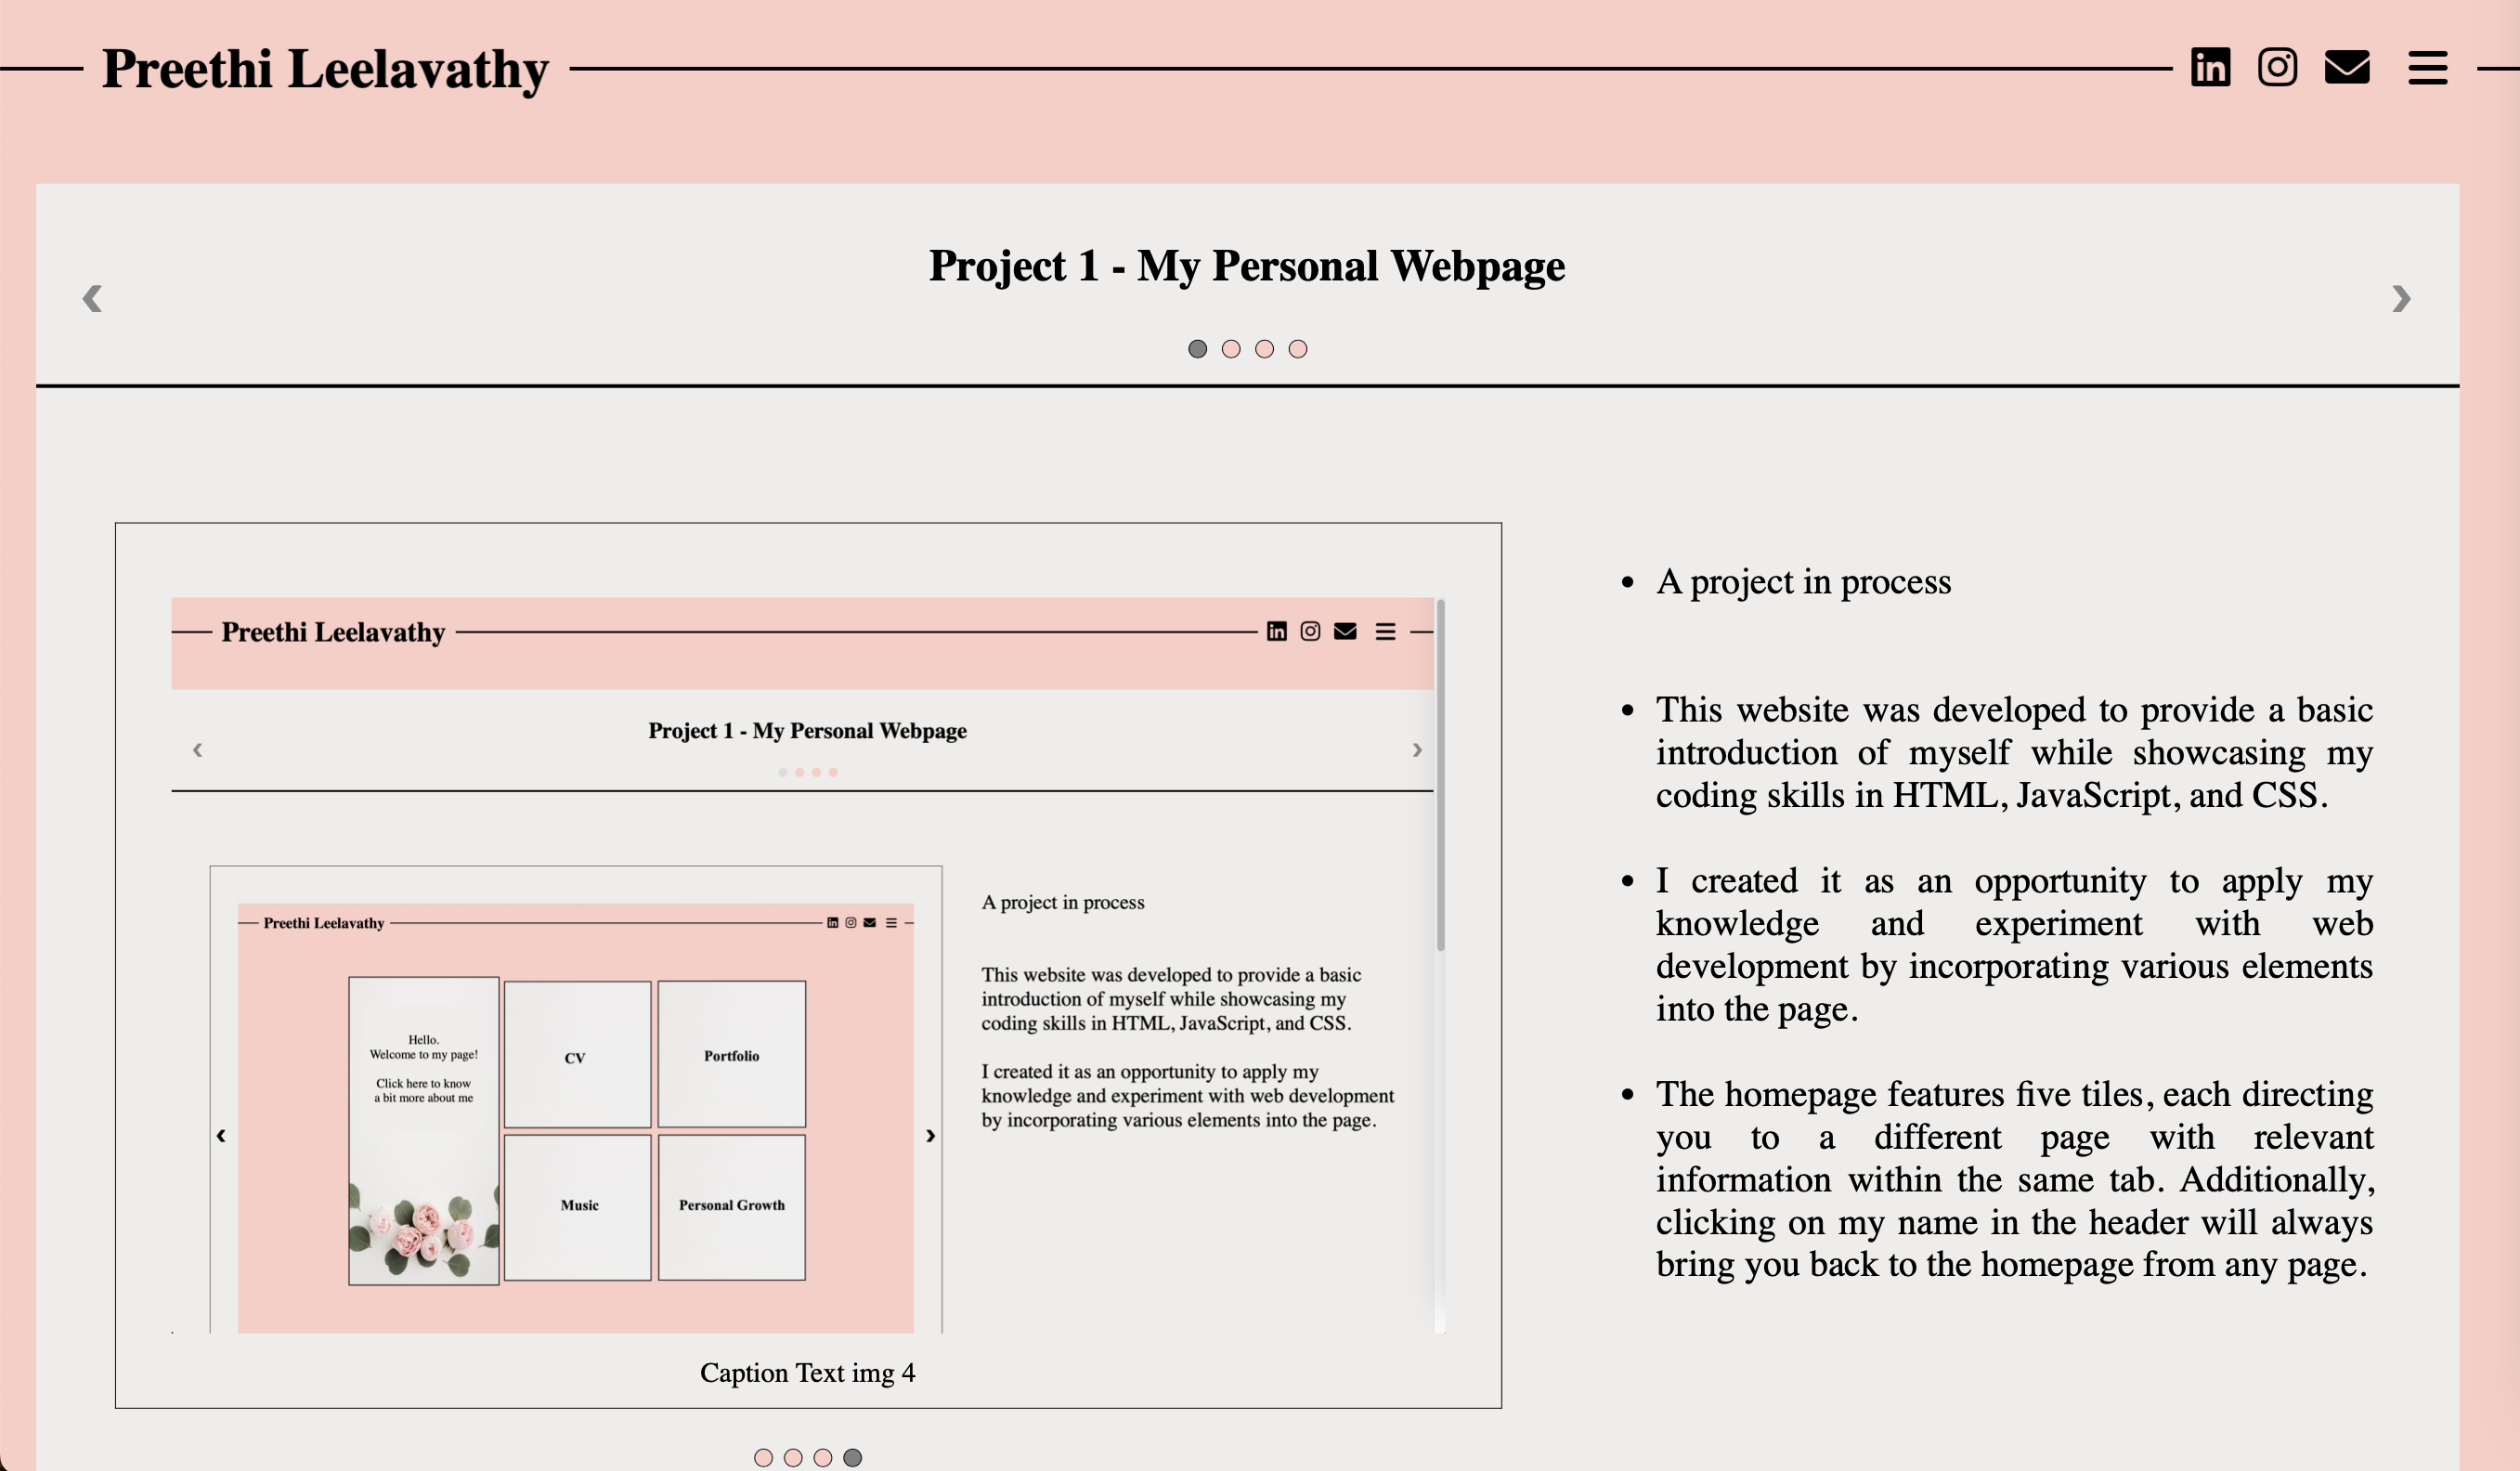 Preethi Leelavathy
Project 1 - My Personal Webpage
Preethi Leelavathy
Project 1 - My Personal Webpage
Preethi Leelavathy
Hello.
Welcome to my page!
Click here to know
a bit more about me
CV
Portfolio
Music
Personal Growth
A project in process
This website was developed to provide a basic
introduction of myself while showcasing my
coding skills in HTML, JavaScript, and CSS.
I created it as an opportunity to apply my
knowledge and experiment with web development
by incorporating various elements into the page.
Caption Text img 4
• A project in process
• This website was developed to provide a basic
introduction of myself while showcasing my
coding skills in HTML, JavaScript, and CSS.
• I created it as an opportunity to apply my
knowledge and experiment with web
development by incorporating various elements
into the page.
• The homepage features five tiles, each directing
you to a different page with relevant
information within the same tab. Additionally,
clicking on my name in the header will always
bring you back to the homepage from any page.